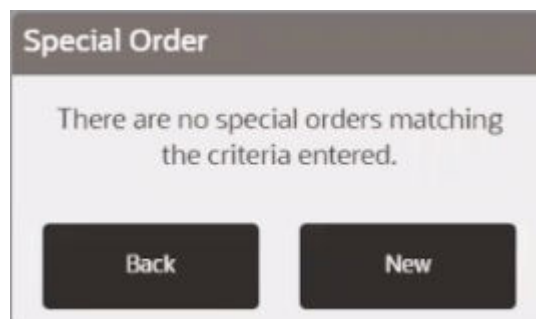 Special Order
There are no special orders matching
the criteria entered.
Back
New